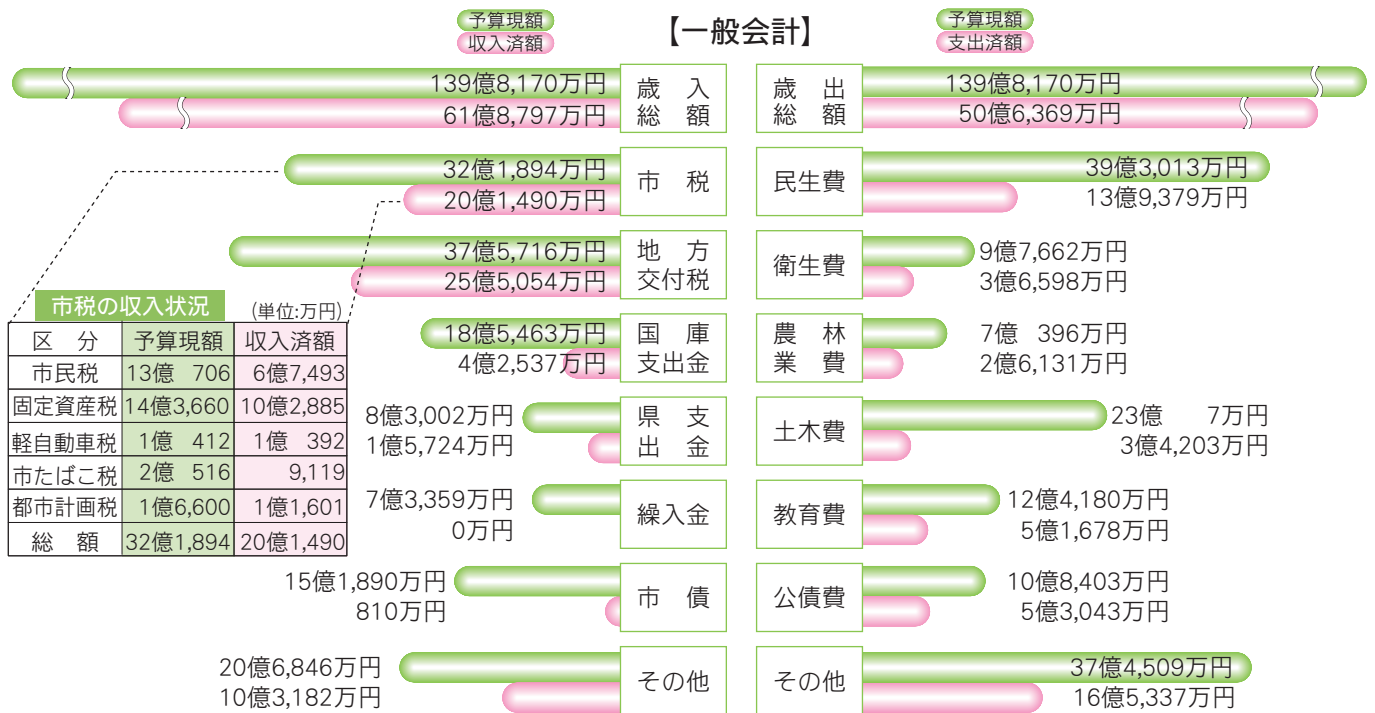 【一般会計】
予算現額
収入済額
予算現額
支出済額
139億8,170万円
61億8,797万円
歳入
総額
32億1,894万円
20億1,490万円
市税
37億5,716万円
25億5,054万円
地方
交付税
18億5,463万円
4億2,537万円
国庫
支出金
8億3,002万円
1億5,724万円
県支
出金
7億3,359万円
0万円
繰入金
15億1,890万円
810万円
市債
20億6,846万円
10億3,182万円
その他
市税の収入状況 (単位:万円)
区分 予算現額 収入済額
市民税 13億 706 6億7,493
固定資産税 14億3,660 10億2,885
軽自動車税 1億 412 1億 392
市たばこ税 2億 516 9,119
都市計画税 1億6,600 1億1,601
総額 32億1,894 20億1,490
歳出
総額
139億8,170万円
50億6,369万円
民生費
39億3,013万円
13億9,379万円
衛生費
9億7,662万円
3億6,598万円
農林
業費
7億 396万円
2億6,131万円
土木費
23億 7万円
3億4,203万円
教育費
12億4,180万円
5億1,678万円
公債費
10億8,403万円
5億3,043万円
その他
37億4,509万円
16億5,337万円